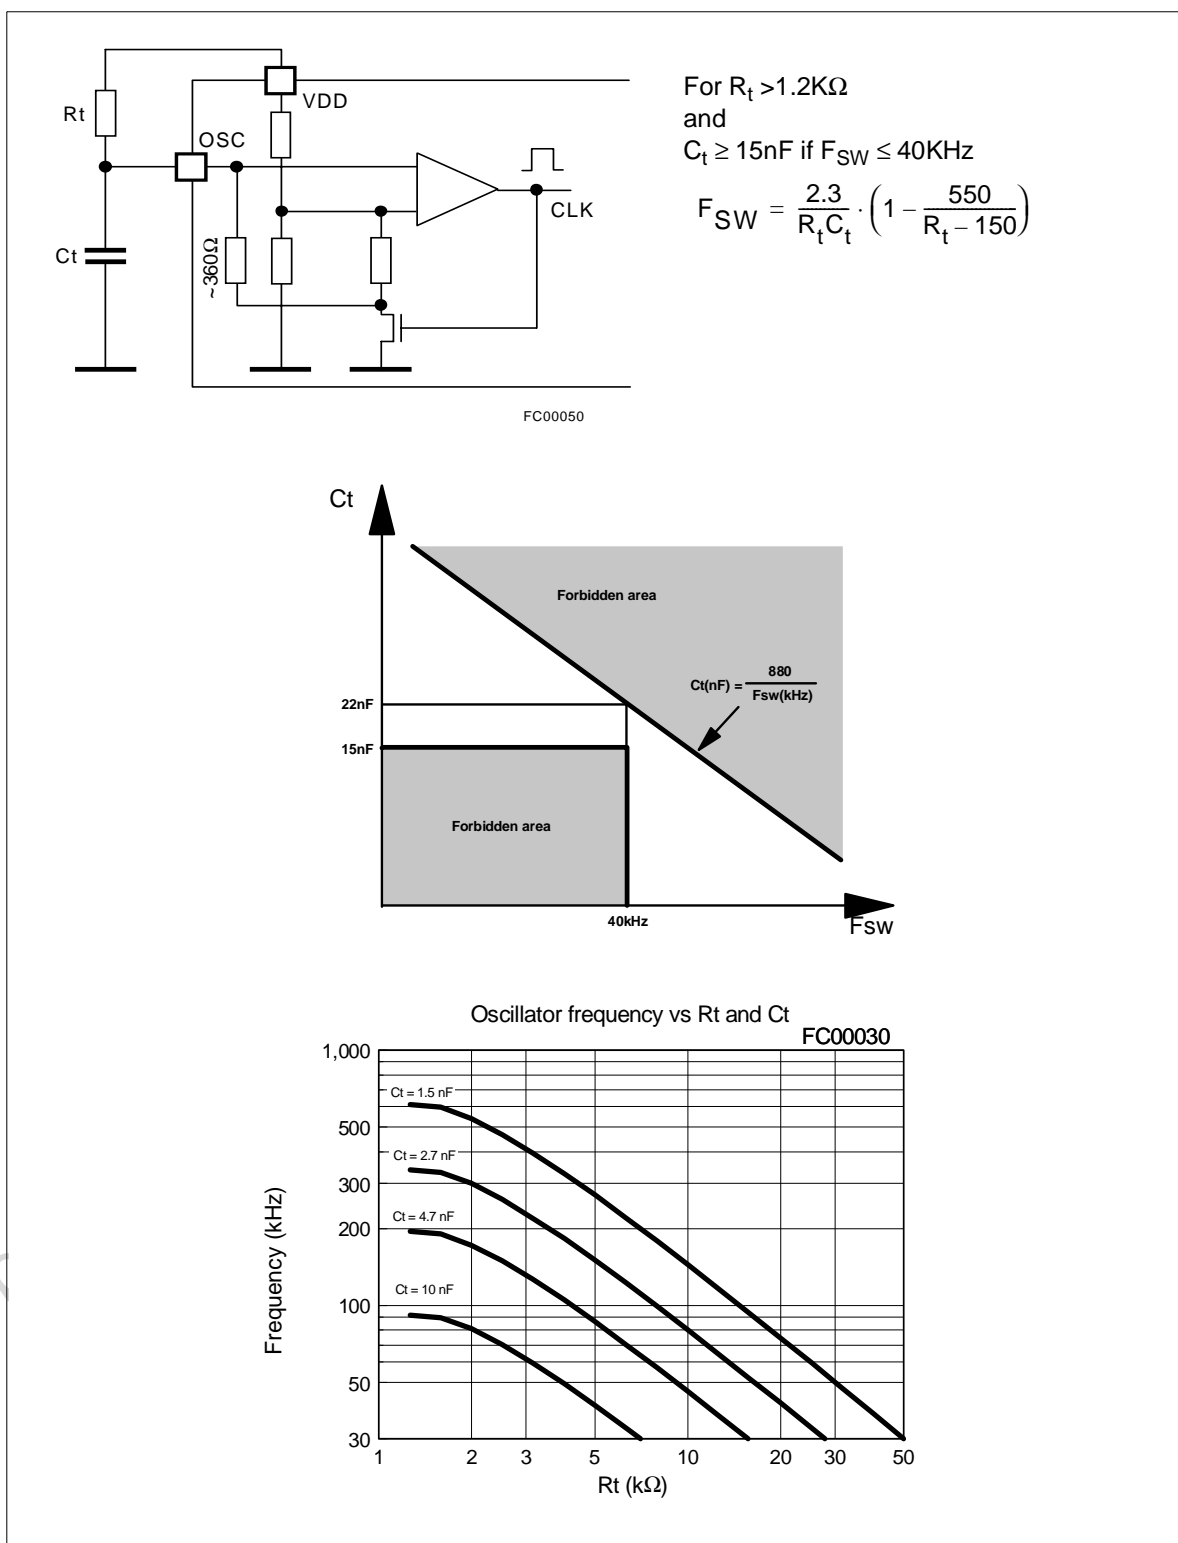 For Rt >1.2KΩ
and
Ct ≥ 15nF if FSW ≤ 40KHz
FSW = 2.3 / RtCt · (1 − 550 / Rt − 150)
Rt
VDD
OSC
CLK
Ct
~360Ω
FC00050
Ct
Forbidden area
Ct(nF) = 880 / Fsw(kHz)
22nF
15nF
Forbidden area
40kHz
Fsw
Oscillator frequency vs Rt and Ct
FC00030
1,000
Ct = 1.5 nF
500
Ct = 2.7 nF
300
Ct = 4.7 nF
200
Ct = 10 nF
100
50
30
Frequency (kHz)
1 2 3 5 10 20 30 50
Rt (kΩ)